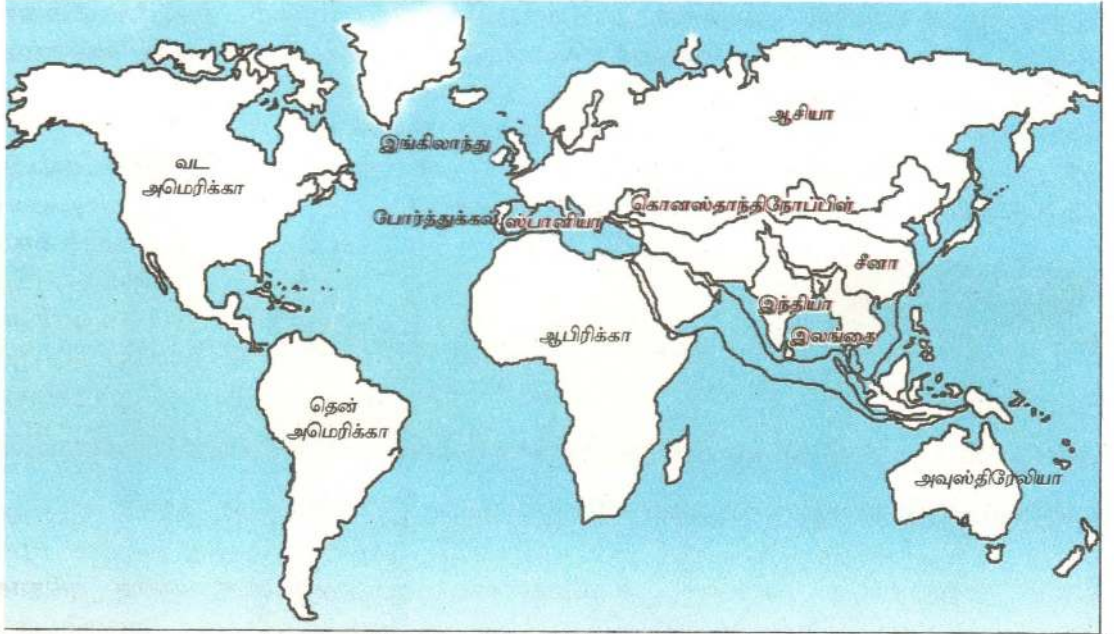 ஆசியா
இங்கிலாந்து
வட
அமெரிக்கா
கொனஸ்தாந்திநோப்பிள்
போர்த்துக்கல்
ஸ்பானியா
சீனா
இந்தியா
ஆபிரிக்கா
இலங்கை
தென்
அமெரிக்கா
அவுஸ்திரேலியா